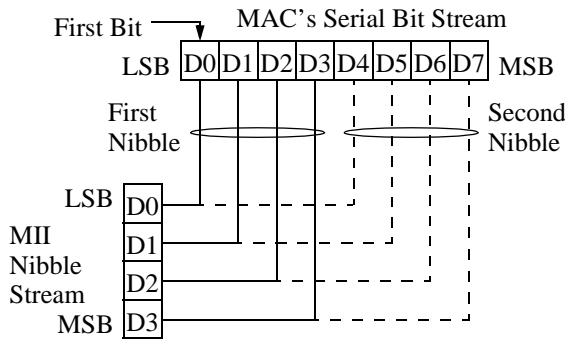 MAC's Serial Bit Stream
First Bit
LSB D0 D1 D2 D3 D4 D5 D6 D7 MSB
First Nibble
Second Nibble
LSB D0
D1
D2
D3
MII Nibble Stream
MSB